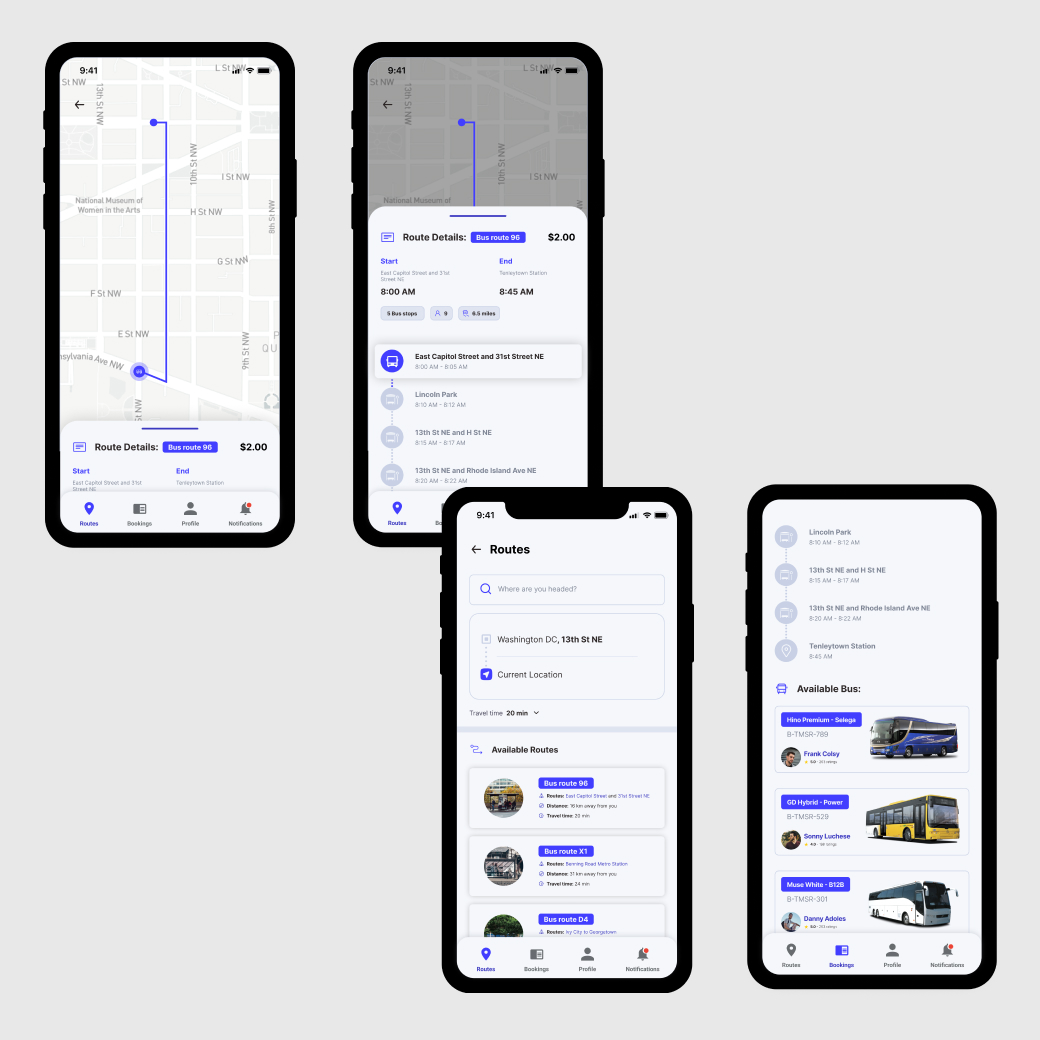 9:41
L St NW
St NW
13th St NW
10th St NW
I St NW
National Museum of
Women in the Arts
H St NW
8th St NW
G St NW
F St NW
E St NW
9th St NW
nsylvania Ave NW
St NW
Route Details: Bus route 96 $2.00
Start End
East Capitol Street and 31st
Street NE
Tenleytown Station
Routes Bookings Profile Notifications
9:41
L St NW
St NW
13th St NW
10th St NW
I St NW
National Museum of
Route Details: Bus route 96 $2.00
Start End
East Capitol Street and 31st
Street NE
Tenleytown Station
8:00 AM 8:45 AM
5 Bus stops 9 6.5 miles
East Capitol Street and 31st Street NE
8:00 AM - 8:05 AM
Lincoln Park
8:10 AM - 8:12 AM
13th St NE and H St NE
8:15 AM - 8:17 AM
13th St NE and Rhode Island Ave NE
8:20 AM - 8:22 AM
Routes
9:41
Routes
Where are you headed?
Washington DC, 13th St NE
Current Location
Travel time 20 min
Available Routes
Bus route 96
Routes: East Capitol Street and 31st Street NE
Distance: 16 km away from you
Travel time: 20 min
Bus route X1
Routes: Benning Road Metro Station
Distance: 31 km away from you
Travel time: 24 min
Bus route D4
Routes: Ivy City to Georgetown
Routes Bookings Profile Notifications
Lincoln Park
8:10 AM - 8:12 AM
13th St NE and H St NE
8:15 AM - 8:17 AM
13th St NE and Rhode Island Ave NE
8:20 AM - 8:22 AM
Tenleytown Station
8:45 AM
Available Bus:
Hino Premium - Selega
B-TMSR-789
Frank Colsy
5.0
GD Hybrid - Power
B-TMSR-529
Sonny Luchese
4.9
Muse White - B12B
B-TMSR-301
Danny Adoles
5.0
Routes Bookings Profile Notifications